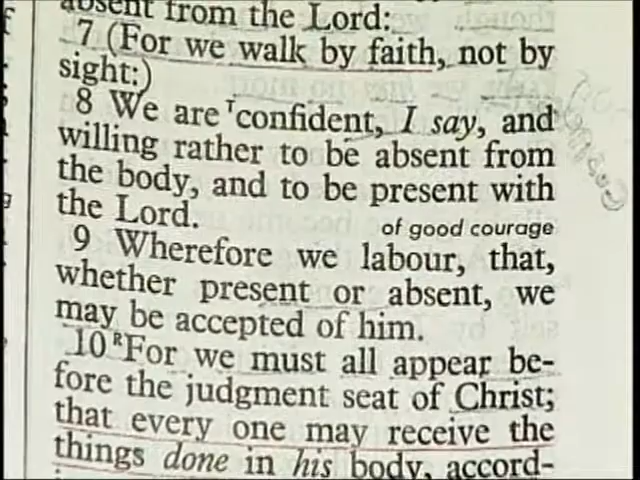 absent from the Lord:
7 (For we walk by faith, not by
sight:)
8 We are ᵀconfident, I say, and
willing rather to be absent from
the body, and to be present with
the Lord.
of good courage
9 Wherefore we labour, that,
whether present or absent, we
may be accepted of him.
10 ᴿFor we must all appear be-
fore the judgment seat of Christ;
that every one may receive the
things done in his body, accord-